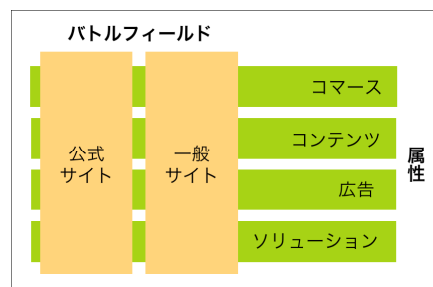 バトルフィールド
公式
サイト
一般
サイト
コマース
コンテンツ
広告
ソリューション
属性